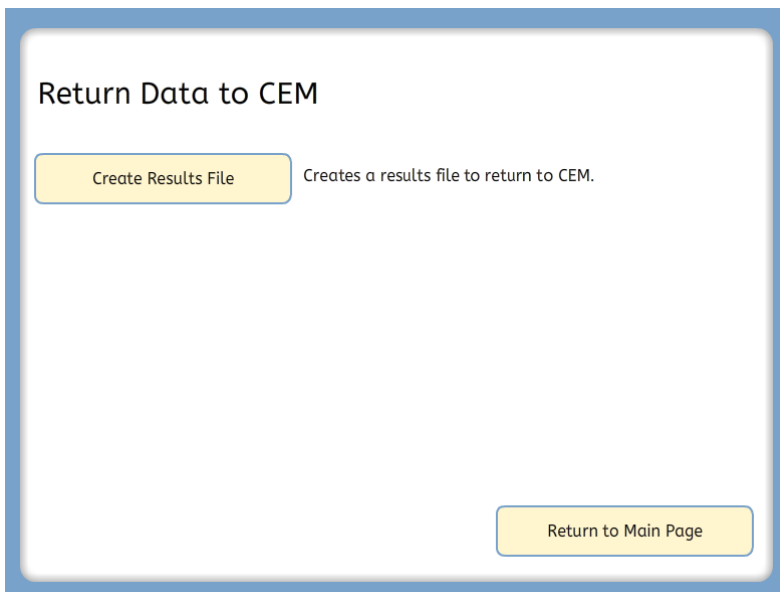 Return Data to CEM
Create Results File
Creates a results file to return to CEM.
Return to Main Page